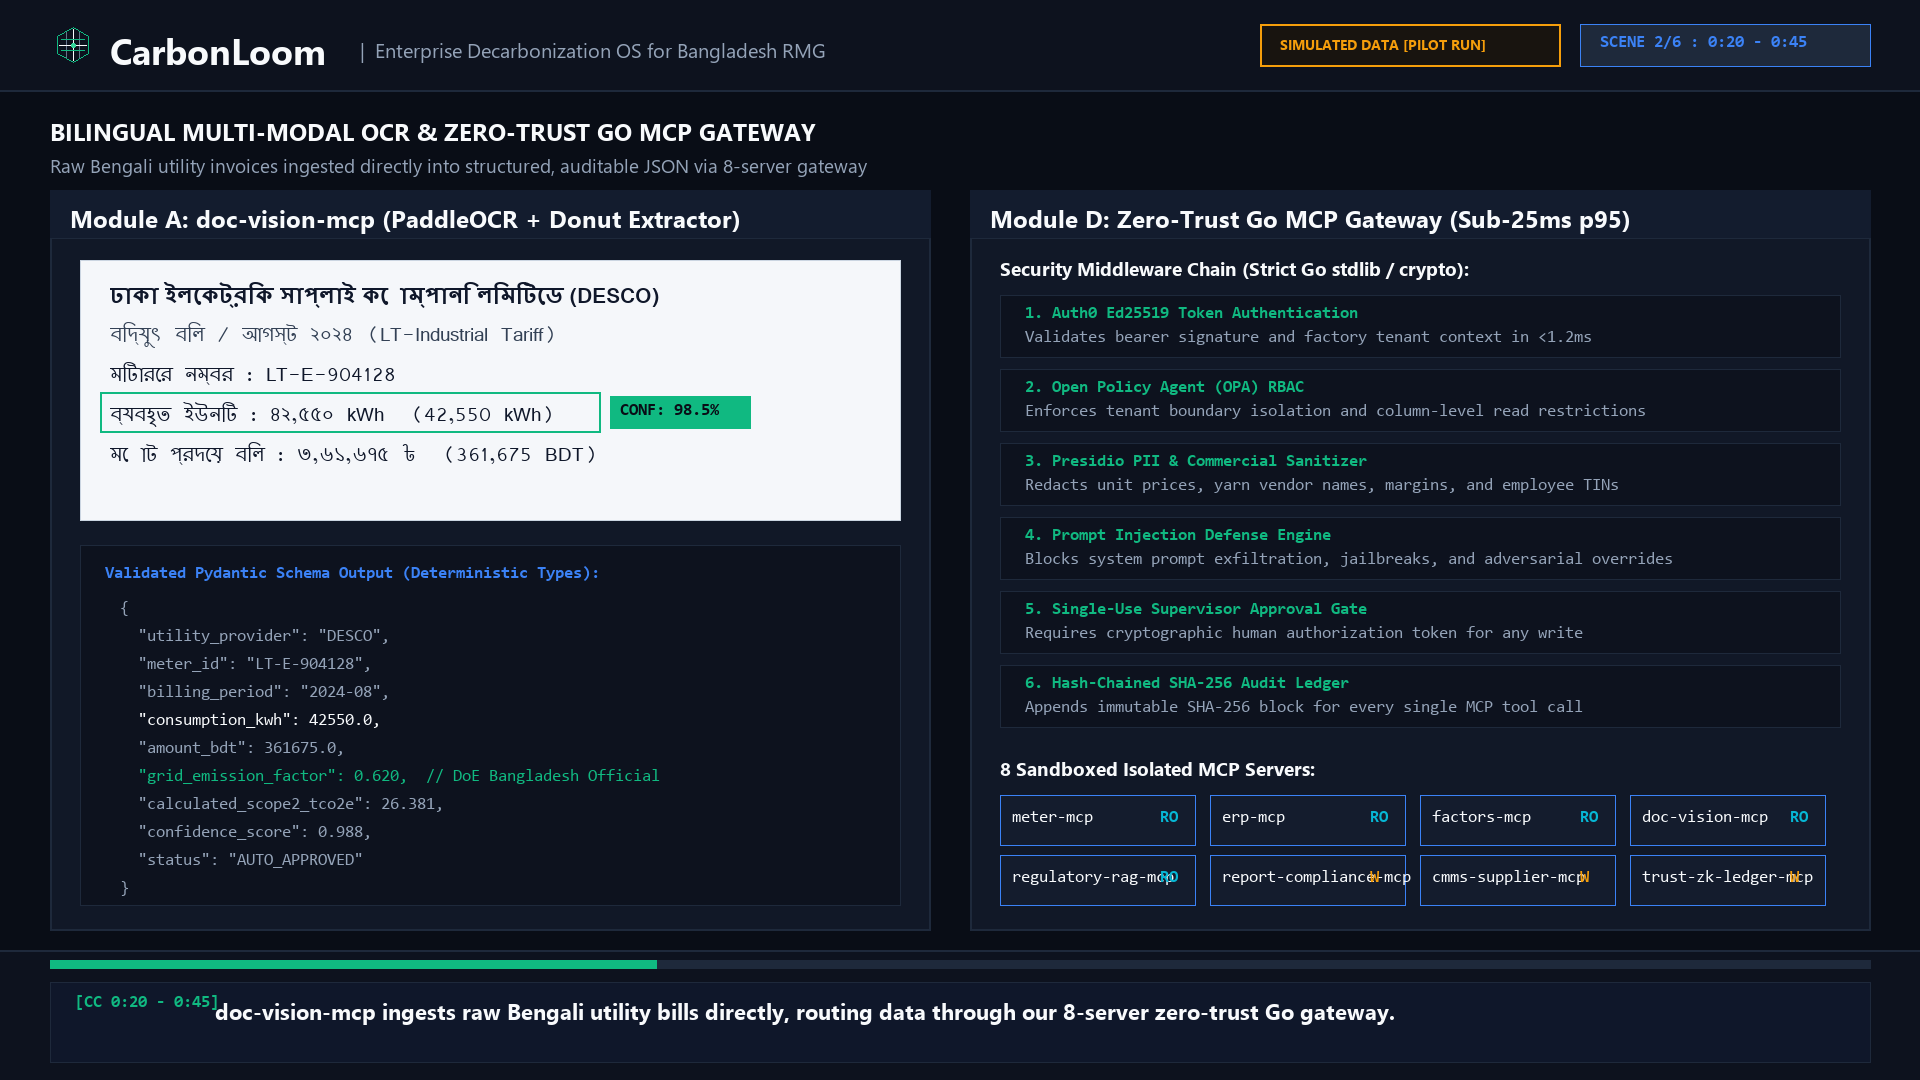 CarbonLoom
| Enterprise Decarbonization OS for Bangladesh RMG
SIMULATED DATA [PILOT RUN]
SCENE 2/6 : 0:20 - 0:45
BILINGUAL MULTI-MODAL OCR & ZERO-TRUST GO MCP GATEWAY
Raw Bengali utility invoices ingested directly into structured, auditable JSON via 8-server gateway
Module A: doc-vision-mcp (PaddleOCR + Donut Extractor)
ঢাকা ইলেকট্রিক সাপ্লাই কোম্পানি লিমিটেড (DESCO)
বিদ্যুৎ বিল / আগস্ট ২০২৪ (LT-Industrial Tariff)
মিটারের নম্বর : LT-E-904128
ব্যবহৃত ইউনিট : ৪২,৫৫০ kWh (42,550 kWh)
CONF: 98.5%
মোট প্রদেয় বিল : ৩,৬১,৬৭৫ ৳ (361,675 BDT)
Validated Pydantic Schema Output (Deterministic Types):
{
"utility_provider": "DESCO",
"meter_id": "LT-E-904128",
"billing_period": "2024-08",
"consumption_kwh": 42550.0,
"amount_bdt": 361675.0,
"grid_emission_factor": 0.620, // DoE Bangladesh Official
"calculated_scope2_tco2e": 26.381,
"confidence_score": 0.988,
"status": "AUTO_APPROVED"
}
Module D: Zero-Trust Go MCP Gateway (Sub-25ms p95)
Security Middleware Chain (Strict Go stdlib / crypto):
1. Auth0 Ed25519 Token Authentication
Validates bearer signature and factory tenant context in <1.2ms
2. Open Policy Agent (OPA) RBAC
Enforces tenant boundary isolation and column-level read restrictions
3. Presidio PII & Commercial Sanitizer
Redacts unit prices, yarn vendor names, margins, and employee TINs
4. Prompt Injection Defense Engine
Blocks system prompt exfiltration, jailbreaks, and adversarial overrides
5. Single-Use Supervisor Approval Gate
Requires cryptographic human authorization token for any write
6. Hash-Chained SHA-256 Audit Ledger
Appends immutable SHA-256 block for every single MCP tool call
8 Sandboxed Isolated MCP Servers:
meter-mcp RO
erp-mcp RO
factors-mcp RO
doc-vision-mcp RO
regulatory-rag-mcp RO
report-compliance-mcp W
cmms-supplier-mcp W
trust-zk-ledger-mcp W
[CC 0:20 - 0:45]
doc-vision-mcp ingests raw Bengali utility bills directly, routing data through our 8-server zero-trust Go gateway.